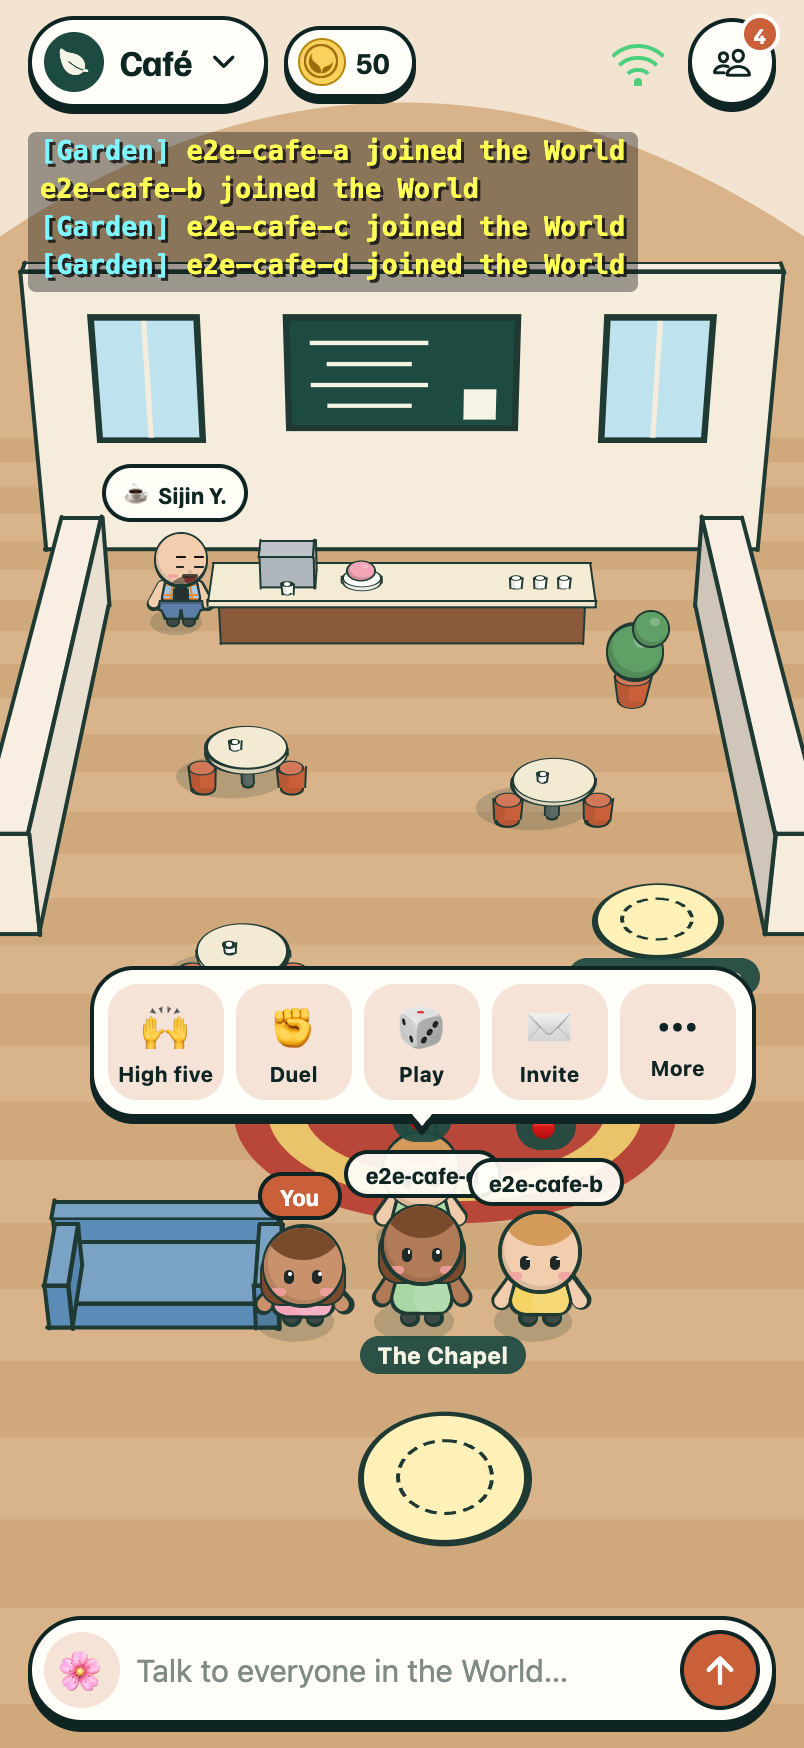 Café
50
4
[Garden] e2e-cafe-a joined the World
e2e-cafe-b joined the World
[Garden] e2e-cafe-c joined the World
[Garden] e2e-cafe-d joined the World
Sijin Y.
High five
Duel
Play
Invite
More
You
e2e-cafe-b
The Chapel
Talk to everyone in the World...